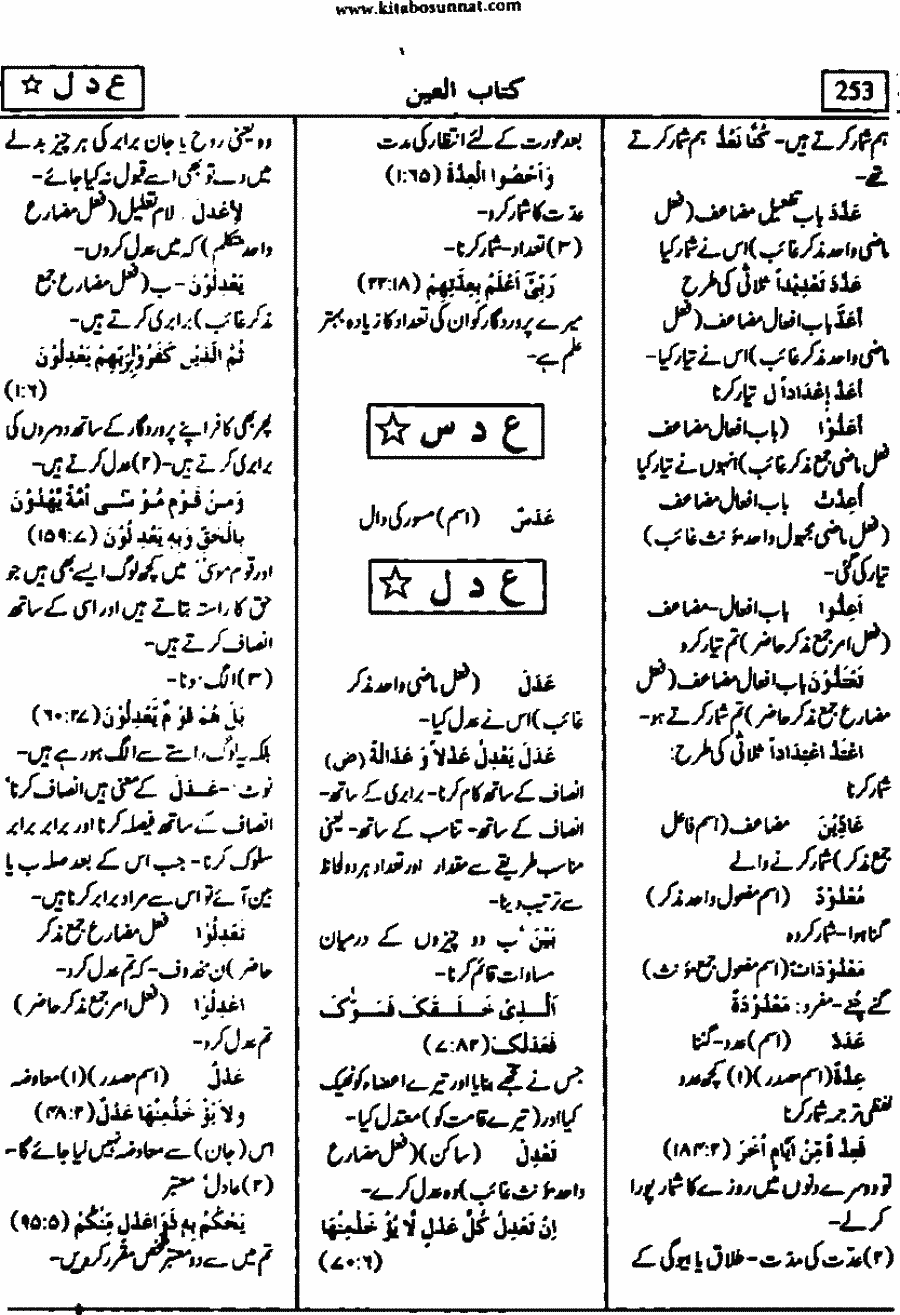 www.kitabosunnat.com
253
کتاب العین
ع د ل ☆
ہم شمار کرتے ہیں۔ کُنَّا نَعُدُّ ہم شمار کرتے
تھے۔
عَدَّدَ باب تفعیل مضاعف (فعل
ماضی واحد مذکر غائب) اس نے شمار کیا
عَدَّدَ تَعْدِیْداً ثلاثی کی طرح
أَعَدَّ باب افعال مضاعف (فعل
ماضی واحد مذکر غائب) اس نے تیار کیا۔
أَعَدَّ إِعْدَاداً ل تیار کرنا
أَعَدُّوْا (باب افعال مضاعف
فعل ماضی جمع مذکر غائب) انہوں نے تیار کیا
أُعِدَّتْ باب افعال مضاعف
(فعل ماضی مجہول واحد مؤنث غائب)
تیار کی گئی۔
أَعِدُّوا باب افعال۔ مضاعف
(فعل امر جمع مذکر حاضر) تم تیار کرو
تَعْتَدُّوْنَ باب افعال مضاعف (فعل
مضارع جمع مذکر حاضر) تم شمار کرتے ہو۔
اعْتَدَّ اعْتِدَاداً ثلاثی کی طرح:
شمار کرنا
عَادِّیْنَ مضاعف (اسم فاعل
جمع مذکر) شمار کرنے والے
مَعْدُوْدٌ (اسم مفعول واحد مذکر)
گنا ہوا۔ شمار کردہ
مَعْدُوْدَاتٌ (اسم مفعول جمع مؤنث)
گنے چنے۔ مفرد: مَعْدُوْدَةٌ
عَدَدٌ (اسم) عدد۔ گننا
عِدَّةٌ (اسم مصدر) (۱) کچھ عدد
لفظی ترجمہ شمار کرنا
فَعِدَّةٌ مِّنْ أَیَّامٍ أُخَرَ (۲:۱۸۴)
تو دوسرے دنوں میں روزے کا شمار پورا
کرلے۔
(۲) عدّت کی مدّت۔ طلاق یا بیوگی کے
بعد عورت کے لئے انتظار کی مدت
وَأَحْصُوا الْعِدَّةَ (۱:۶۵)
عدّت کا شمار کرو۔
(۳) تعداد۔ شمار کرنا۔
رَبِّیْ أَعْلَمُ بِعِدَّتِهِمْ (۲۲:۱۸)
میرے پروردگار کو ان کی تعداد کا زیادہ بہتر
علم ہے۔
ع د س ☆
عَدَسٌ (اسم) مسور کی دال
ع د ل ☆
عَدَلَ (فعل ماضی واحد مذکر
غائب) اس نے عدل کیا۔
عَدَلَ یَعْدِلُ عَدْلاً وَ عَدَالَةً (ض)
انصاف کے ساتھ کام کرنا۔ برابری کے ساتھ۔
انصاف کے ساتھ۔ تناسب کے ساتھ۔ یعنی
مناسب طریقے سے مقدار اور تعداد ہر دو لحاظ
سے ترتیب دینا۔
بَیْنَ، ب دو چیزوں کے درمیان
مساوات قائم کرنا۔
الَّذِیْ خَلَقَکَ فَسَوّٰکَ
فَعَدَلَکَ (۷:۸۲)
جس نے تجھے بنایا اور تیرے اعضاء کو ٹھیک
کیا اور (تیرے قامت کو) معتدل کیا۔
تَعْدِلْ (ساکن) (فعل مضارع
واحد مؤنث غائب) وہ عدل کرے۔
اِنْ تَعْدِلْ کُلَّ عَدْلٍ لَّا یُؤْخَذْ مِنْهَا
(۷۰:۶)
وہ یعنی روح یا جان برابر کی ہر چیز بدلے
میں دے تو بھی اسے قبول نہ کیا جائے۔
لِأَعْدِلَ لام تعلیل (فعل مضارع
واحد متکلم) کہ میں عدل کروں۔
یَعْدِلُوْنَ۔ ب (فعل مضارع جمع
مذکر غائب) برابری کرتے ہیں۔
ثُمَّ الَّذِیْنَ کَفَرُوْا بِرَبِّهِمْ یَعْدِلُوْنَ
(۱:۶)
پھر بھی کافر اپنے پروردگار کے ساتھ دوسروں کی
برابری کرتے ہیں۔ (۲) عدل کرتے ہیں۔
وَمِنْ قَوْمِ مُوْسٰی أُمَّةٌ یَّهْدُوْنَ
بِالْحَقِّ وَبِهٖ یَعْدِلُوْنَ (۱۵۹:۷)
اور قوم موسیٰ میں کچھ لوگ ایسے بھی ہیں جو
حق کا راستہ بتاتے ہیں اور اسی کے ساتھ
انصاف کرتے ہیں۔
(۳) الگ ہونا۔
بَلْ هُمْ قَوْمٌ یَّعْدِلُوْنَ (۶۰:۲۷)
بلکہ یہ لوگ راستے سے الگ ہو رہے ہیں۔
نوٹ:۔ عَدَلَ کے معنی ہیں انصاف کرنا،
انصاف کے ساتھ فیصلہ کرنا اور برابر برابر
سلوک کرنا۔ جب اس کے بعد صلہ ب یا
بین آئے تو اس سے مراد برابر کرنا ہیں۔
تَعْدِلُوْا فعل مضارع جمع مذکر
حاضر) ن محذوف۔ کہ تم عدل کرو۔
اعْدِلُوْا (فعل امر جمع مذکر حاضر)
تم عدل کرو۔
عَدْلٌ (اسم مصدر) (۱) معاوضہ
وَلَا یُؤْخَذُ مِنْهَا عَدْلٌ (۴۸:۲)
اس (جان) سے معاوضہ نہیں لیا جائے گا۔
(۲) عادل، معتبر
یَحْکُمُ بِهٖ ذَوَا عَدْلٍ مِّنْکُمْ (۹۵:۵)
تم میں سے دو معتبر شخص مقرر کردیں۔